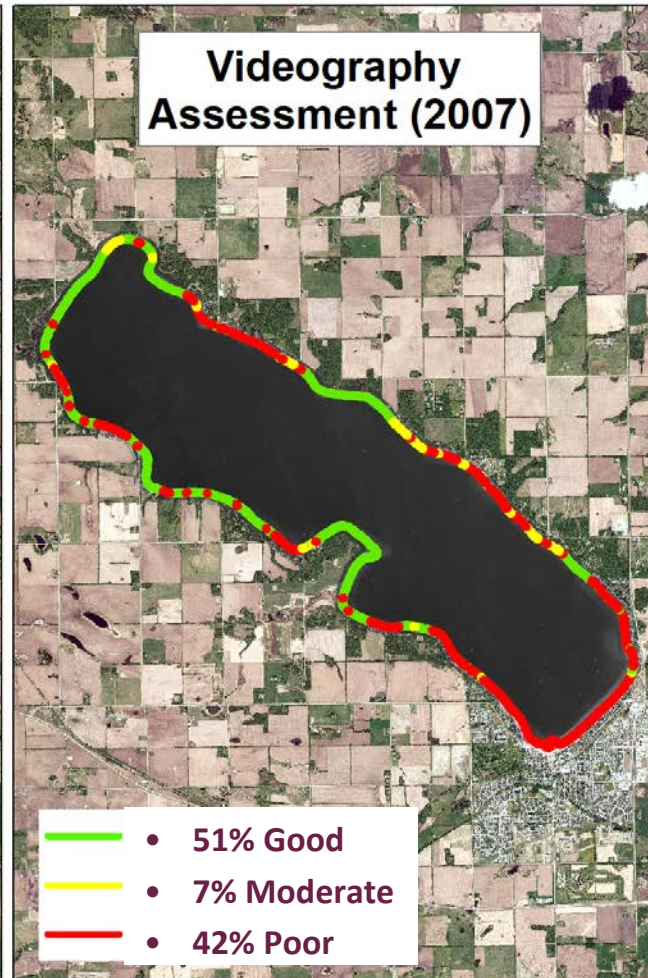 Videography
Assessment (2007)
• 51% Good
• 7% Moderate
• 42% Poor